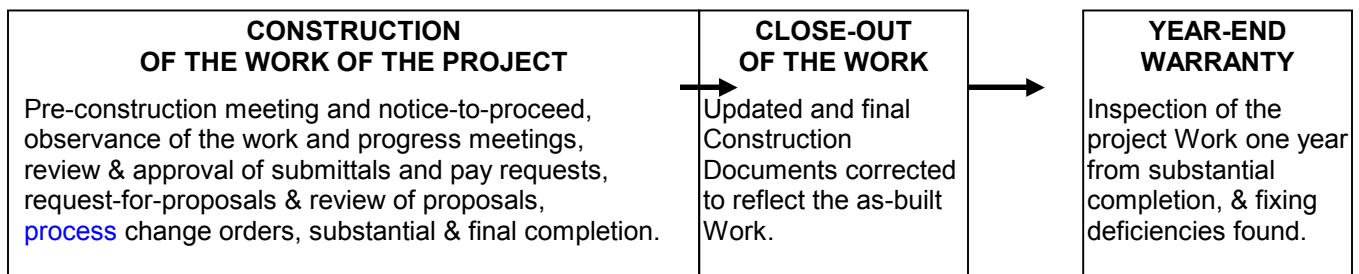 CONSTRUCTION
OF THE WORK OF THE PROJECT
Pre-construction meeting and notice-to-proceed,
observance of the work and progress meetings,
review & approval of submittals and pay requests,
request-for-proposals & review of proposals,
process change orders, substantial & final completion.
CLOSE-OUT
OF THE WORK
Updated and final
Construction
Documents corrected
to reflect the as-built
Work.
YEAR-END
WARRANTY
Inspection of the
project Work one year
from substantial
completion, & fixing
deficiencies found.